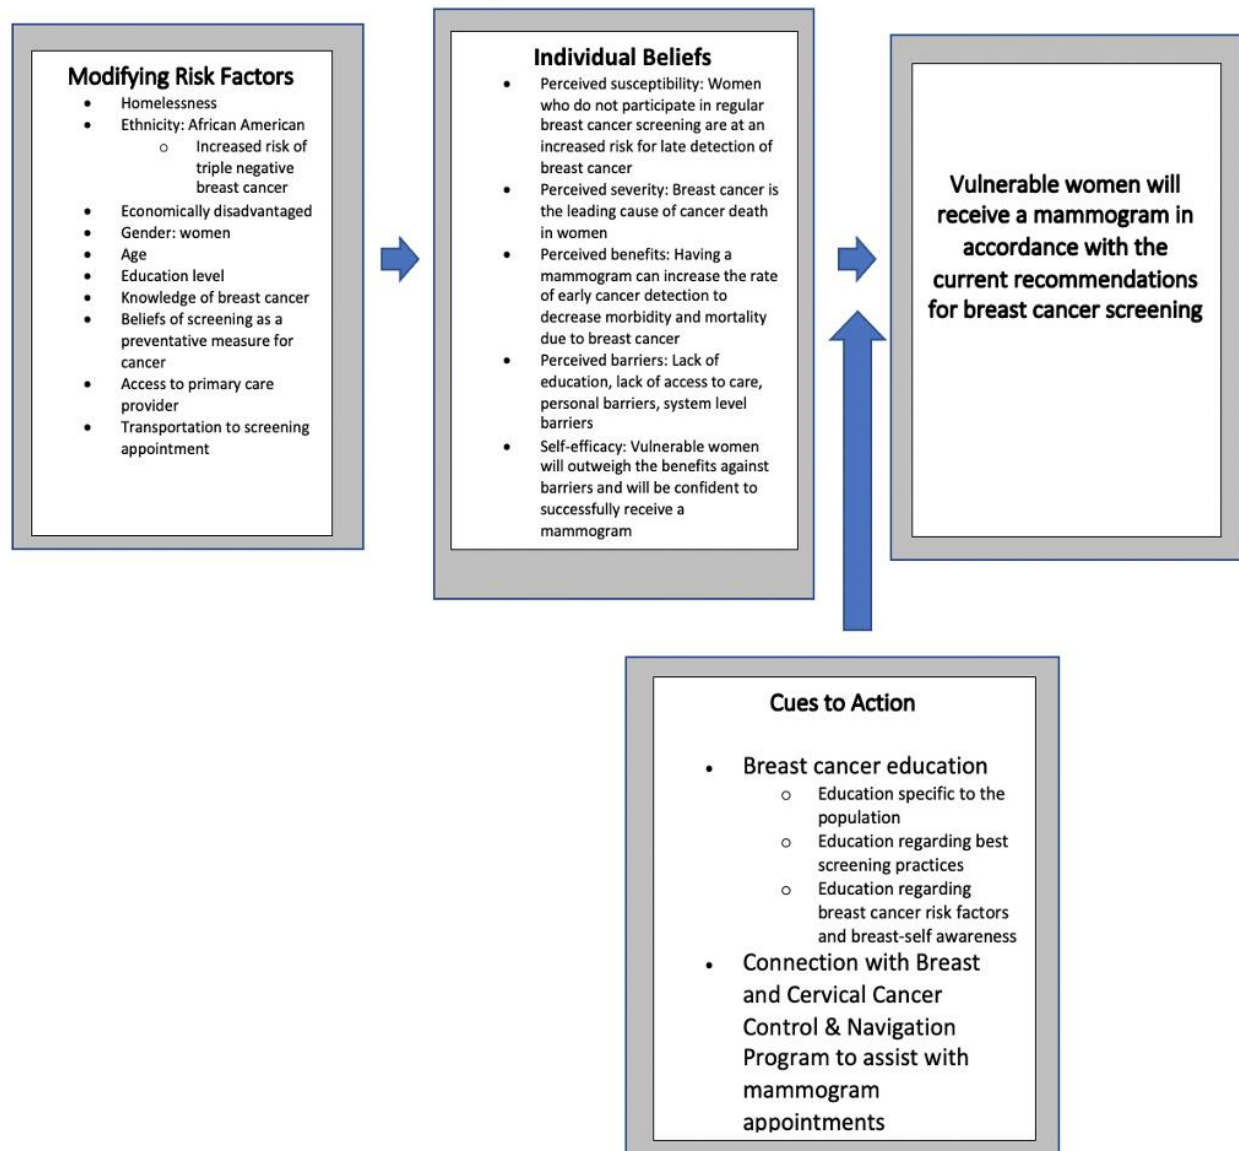 Modifying Risk Factors
• Homelessness
• Ethnicity: African American
o Increased risk of
triple negative
breast cancer
• Economically disadvantaged
• Gender: women
• Age
• Education level
• Knowledge of breast cancer
• Beliefs of screening as a
preventative measure for
cancer
• Access to primary care
provider
• Transportation to screening
appointment
Individual Beliefs
• Perceived susceptibility: Women
who do not participate in regular
breast cancer screening are at an
increased risk for late detection of
breast cancer
• Perceived severity: Breast cancer is
the leading cause of cancer death
in women
• Perceived benefits: Having a
mammogram can increase the rate
of early cancer detection to
decrease morbidity and mortality
due to breast cancer
• Perceived barriers: Lack of
education, lack of access to care,
personal barriers, system level
barriers
• Self-efficacy: Vulnerable women
will outweigh the benefits against
barriers and will be confident to
successfully receive a
mammogram
Vulnerable women will
receive a mammogram in
accordance with the
current recommendations
for breast cancer screening
Cues to Action
• Breast cancer education
o Education specific to the
population
o Education regarding best
screening practices
o Education regarding
breast cancer risk factors
and breast-self awareness
• Connection with Breast
and Cervical Cancer
Control & Navigation
Program to assist with
mammogram
appointments